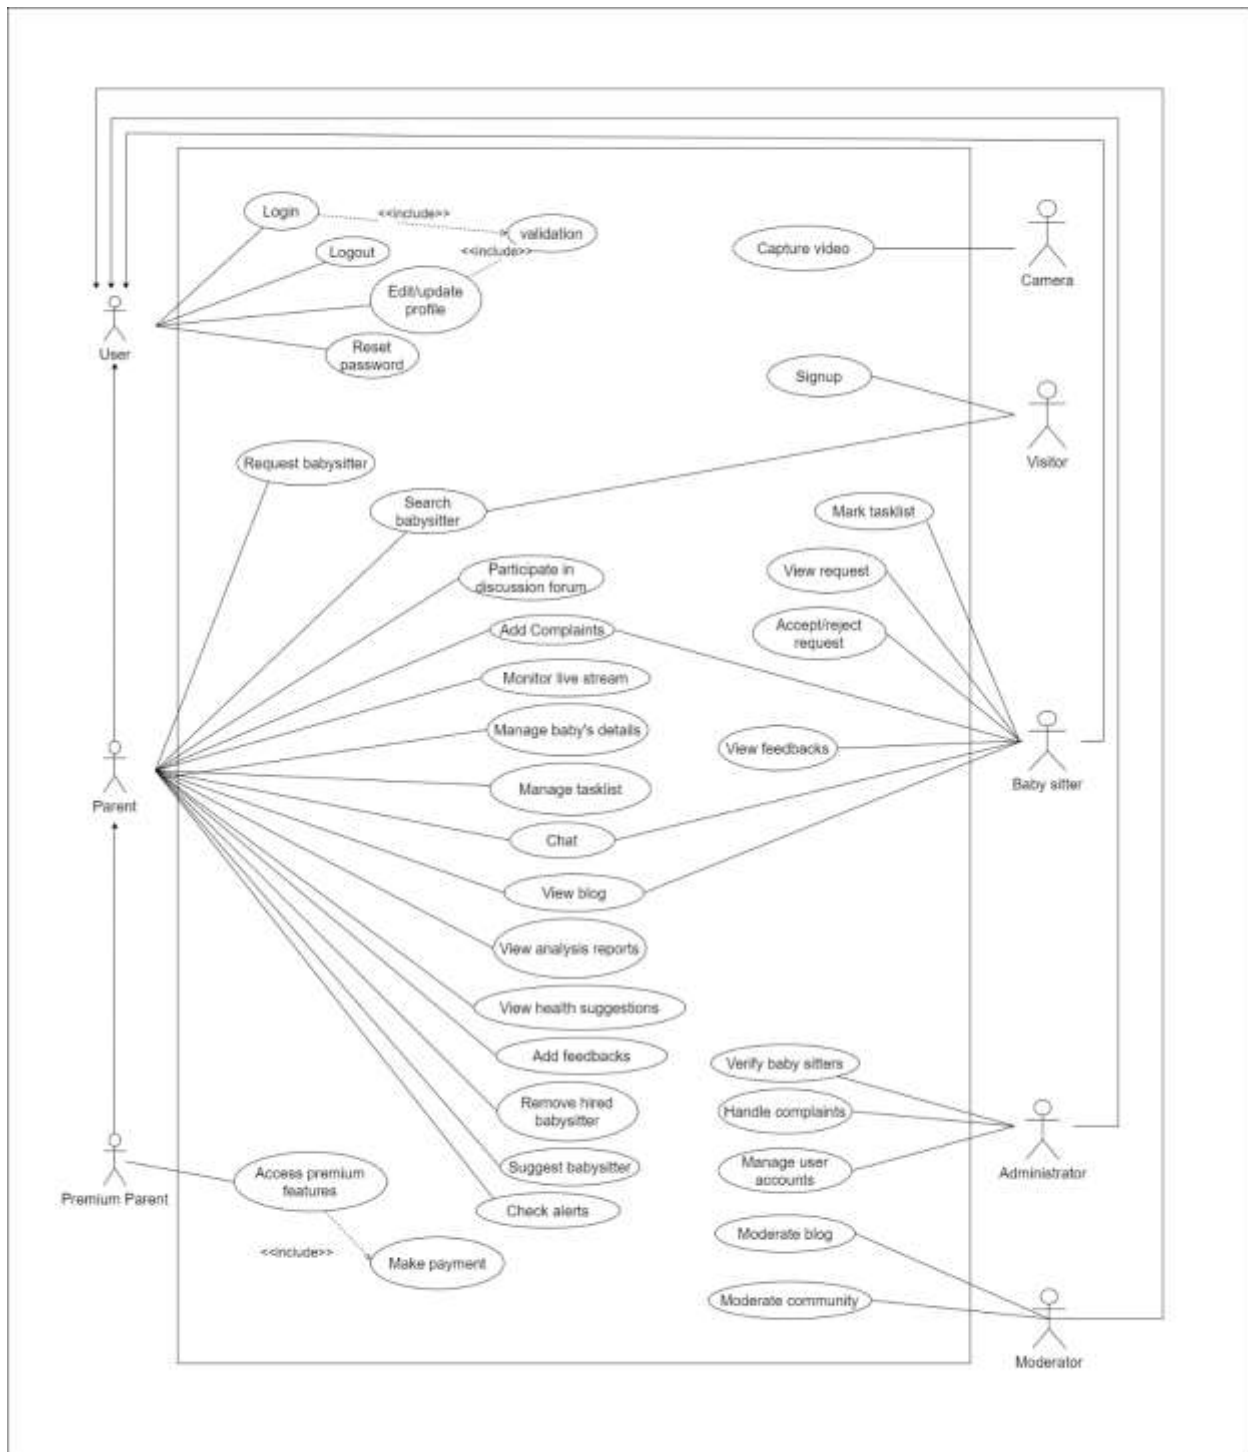 Login
<<include>>
validation
Logout
<<include>>
Capture video
Camera
Edit/update
profile
User
Reset
password
Signup
Visitor
Request babysitter
Search
babysitter
Mark tasklist
Participate in
discussion forum
View request
Add Complaints
Accept/reject
request
Monitor live stream
Manage baby's details
View feedbacks
Baby sitter
Manage tasklist
Parent
Chat
View blog
View analysis reports
View health suggestions
Add feedbacks
Verify baby sitters
Remove hired
babysitter
Handle complaints
Suggest babysitter
Manage user
accounts
Administrator
Access premium
features
Premium Parent
Check alerts
Moderate blog
<<include>>
Make payment
Moderate community
Moderator